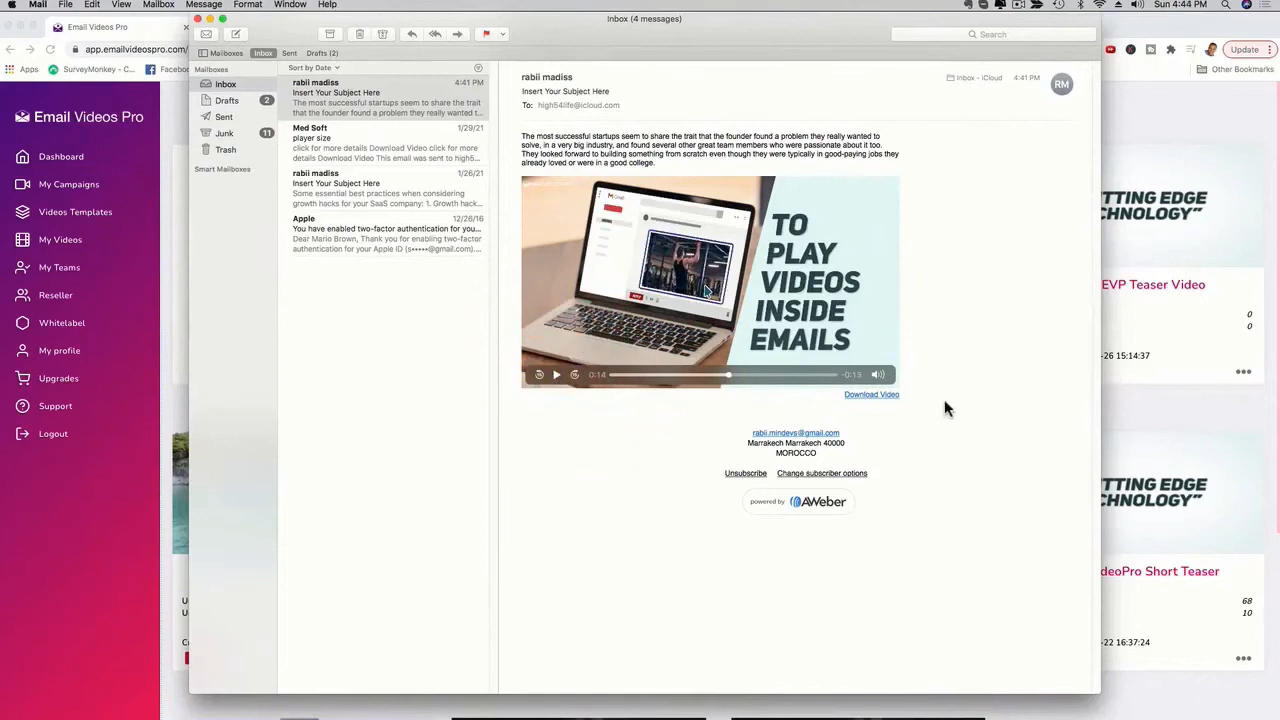 Mail File Edit View Mailbox Message Format Window Help
Sun 4:44 PM
Email Videos Pro
app.emailvideospro.com/
Update
Apps SurveyMonkey - C... Faceboo
Other Bookmarks
Email Videos Pro
Dashboard
My Campaigns
Videos Templates
My Videos
My Teams
Reseller
Whitelabel
My profile
Upgrades
Support
Logout
Inbox (4 messages)
Search
Mailboxes Inbox Sent Drafts (2)
Mailboxes
Inbox
Drafts 2
Sent
Junk 11
Trash
Smart Mailboxes
Sort by Date
rabii madiss 4:41 PM
Insert Your Subject Here
The most successful startups seem to share the trait
that the founder found a problem they really wanted t...
Med Soft 1/29/21
player size
click for more details Download Video click for more
details Download Video This email was sent to high5...
rabii madiss 1/26/21
Insert Your Subject Here
Some essential best practices when considering
growth hacks for your SaaS company: 1. Growth hack...
Apple 12/26/16
You have enabled two-factor authentication for you...
Dear Mario Brown, Thank you for enabling two-factor
authentication for your Apple ID (s•••••@gmail.com)....
rabii madiss
Inbox - iCloud 4:41 PM
RM
Insert Your Subject Here
To: high54life@icloud.com
The most successful startups seem to share the trait that the founder found a problem they really wanted to
solve, in a very big industry, and found several other great team members who were passionate about it too.
They looked forward to building something from scratch even though they were typically in good-paying jobs they
already loved or were in a good college.
Gmail
TO
PLAY
VIDEOS
INSIDE
EMAILS
0:14 -0:13
Download Video
rabii.mindevs@gmail.com
Marrakech Marrakech 40000
MOROCCO
Unsubscribe Change subscriber options
powered by AWeber
TTING EDGE
CHNOLOGY”
EVP Teaser Video
0
0
-26 15:14:37
TTING EDGE
CHNOLOGY”
deoPro Short Teaser
68
10
-22 16:37:24